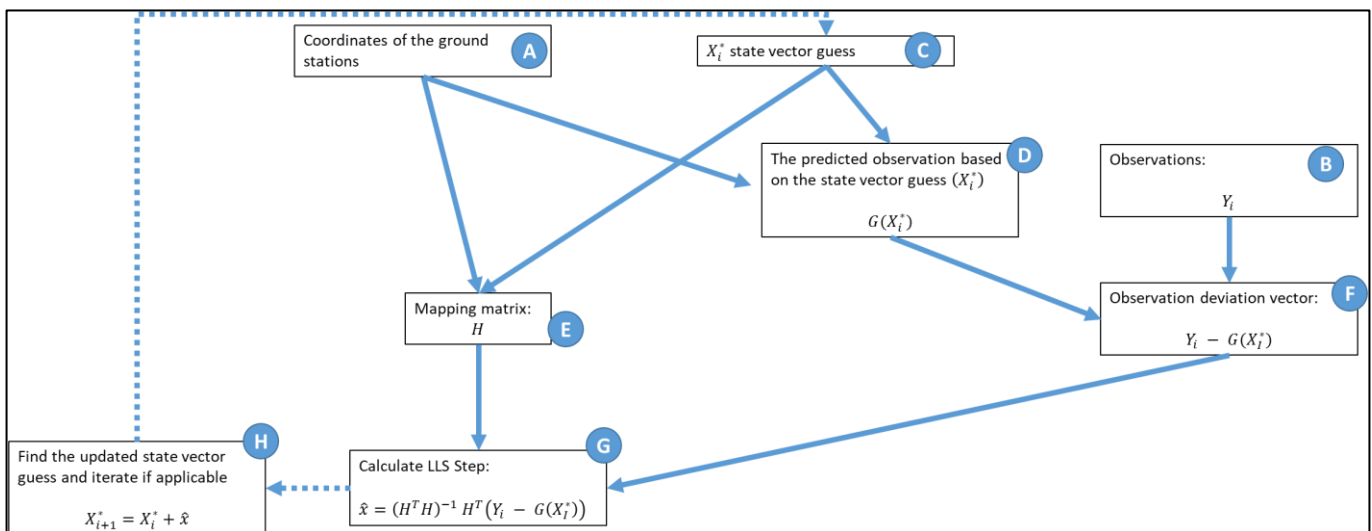 Coordinates of the ground
stations
A
X_i^* state vector guess
C
The predicted observation based
on the state vector guess (X_i^*)
G(X_i^*)
D
Observations:
Y_i
B
Mapping matrix:
H
E
Observation deviation vector:
Y_i − G(X_I^*)
F
Find the updated state vector
guess and iterate if applicable
X_{i+1}^* = X_i^* + x̂
H
Calculate LLS Step:
x̂ = (H^T H)^{-1} H^T(Y_i − G(X_I^*))
G